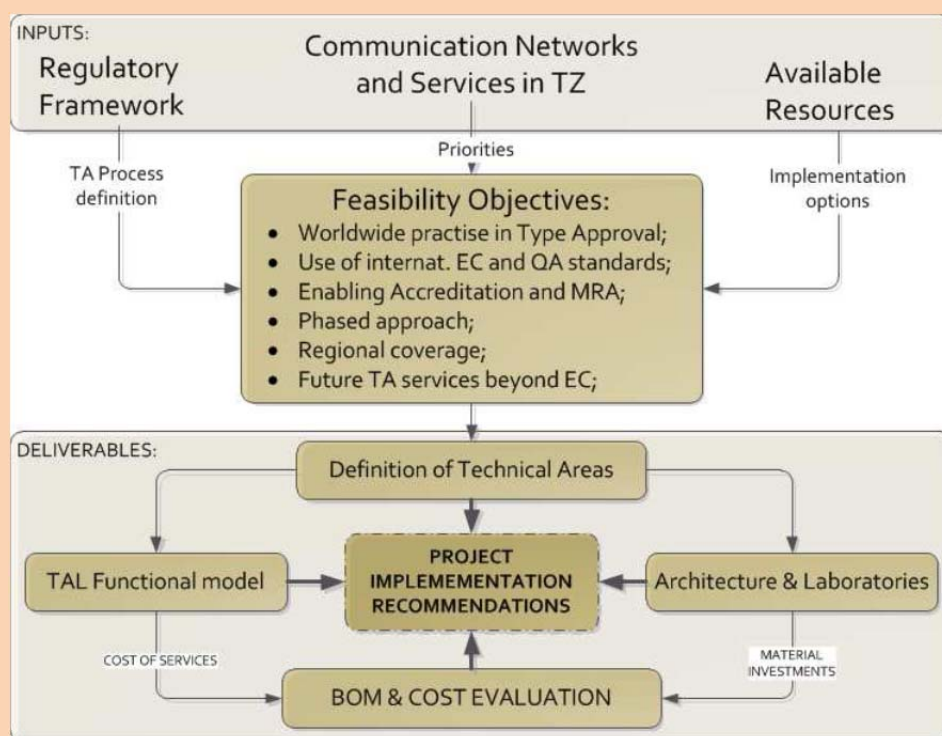 INPUTS:
Regulatory
Framework
Communication Networks
and Services in TZ
Available
Resources
TA Process
definition
Priorities
Implementation
options
Feasibility Objectives:
• Worldwide practise in Type Approval;
• Use of internat. EC and QA standards;
• Enabling Accreditation and MRA;
• Phased approach;
• Regional coverage;
• Future TA services beyond EC;
DELIVERABLES:
Definition of Technical Areas
TAL Functional model
PROJECT
IMPLEMEMENTATION
RECOMMENDATIONS
Architecture & Laboratories
COST OF SERVICES
MATERIAL
INVESTMENTS
BOM & COST EVALUATION